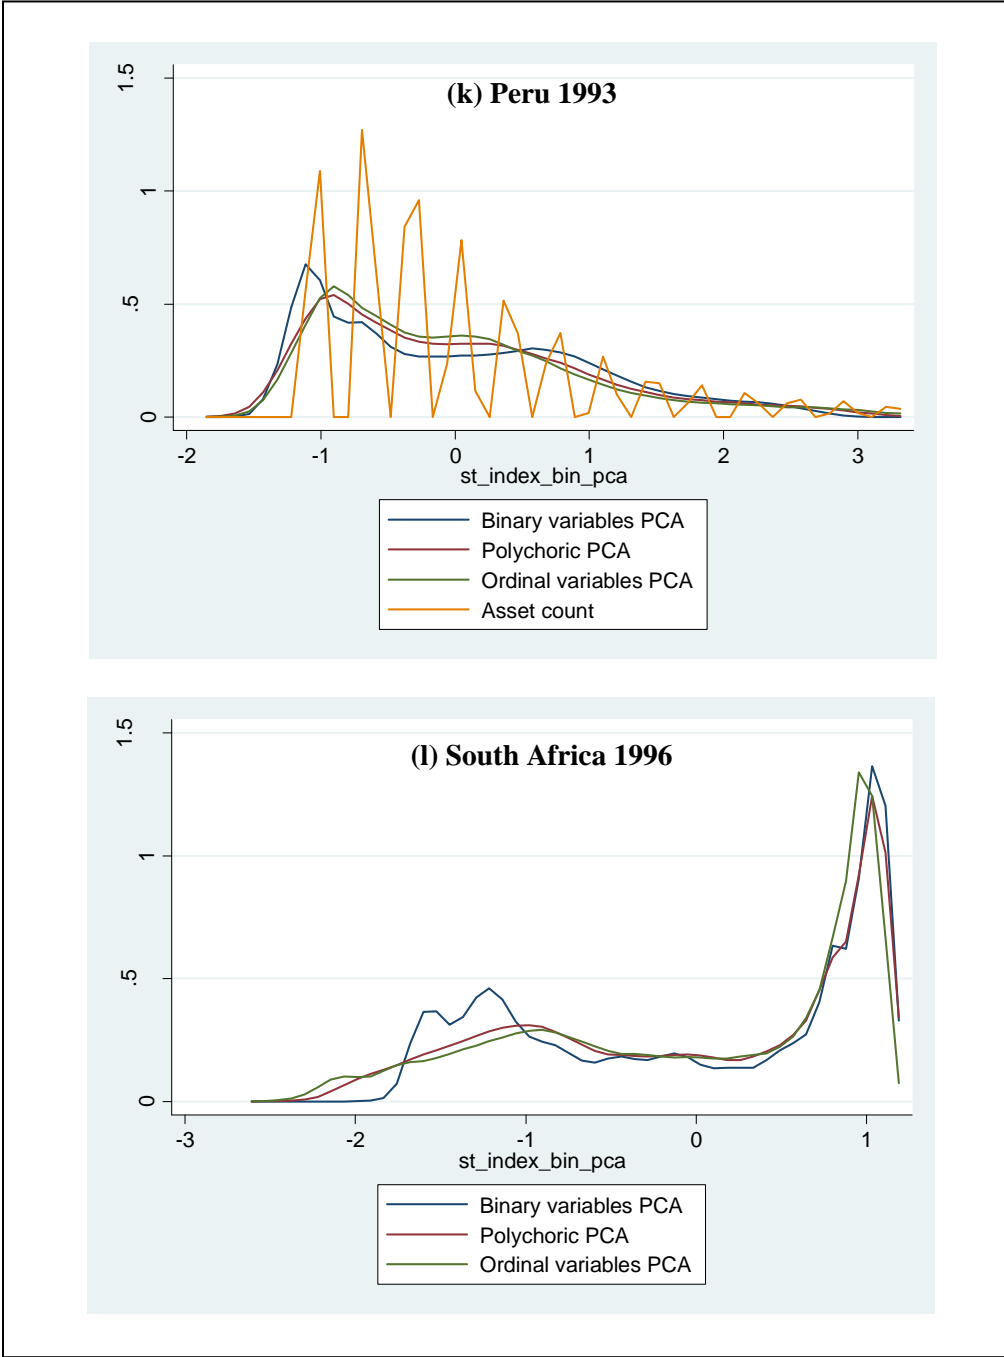 (k) Peru 1993
1.5
1
.5
0
-2 -1 0 1 2 3
st_index_bin_pca
Binary variables PCA
Polychoric PCA
Ordinal variables PCA
Asset count
(l) South Africa 1996
1.5
1
.5
0
-3 -2 -1 0 1
st_index_bin_pca
Binary variables PCA
Polychoric PCA
Ordinal variables PCA